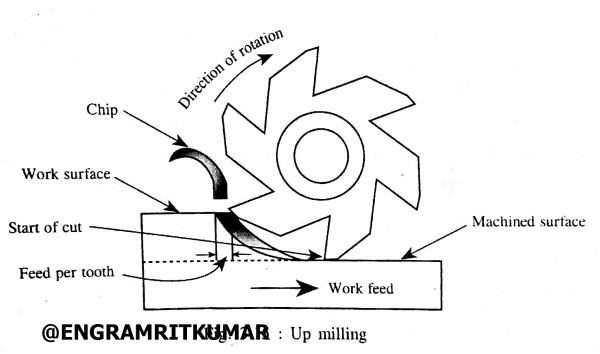 Direction of rotation
Chip
Work surface
Start of cut
Feed per tooth
Machined surface
Work feed
@ENGRAMRITKUMAR : Up milling